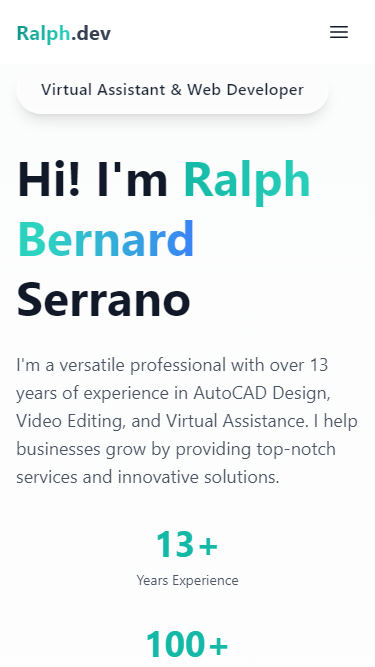 Ralph.dev
Virtual Assistant & Web Developer
Hi! I'm Ralph
Bernard
Serrano
I'm a versatile professional with over 13
years of experience in AutoCAD Design,
Video Editing, and Virtual Assistance. I help
businesses grow by providing top-notch
services and innovative solutions.
13+
Years Experience
100+